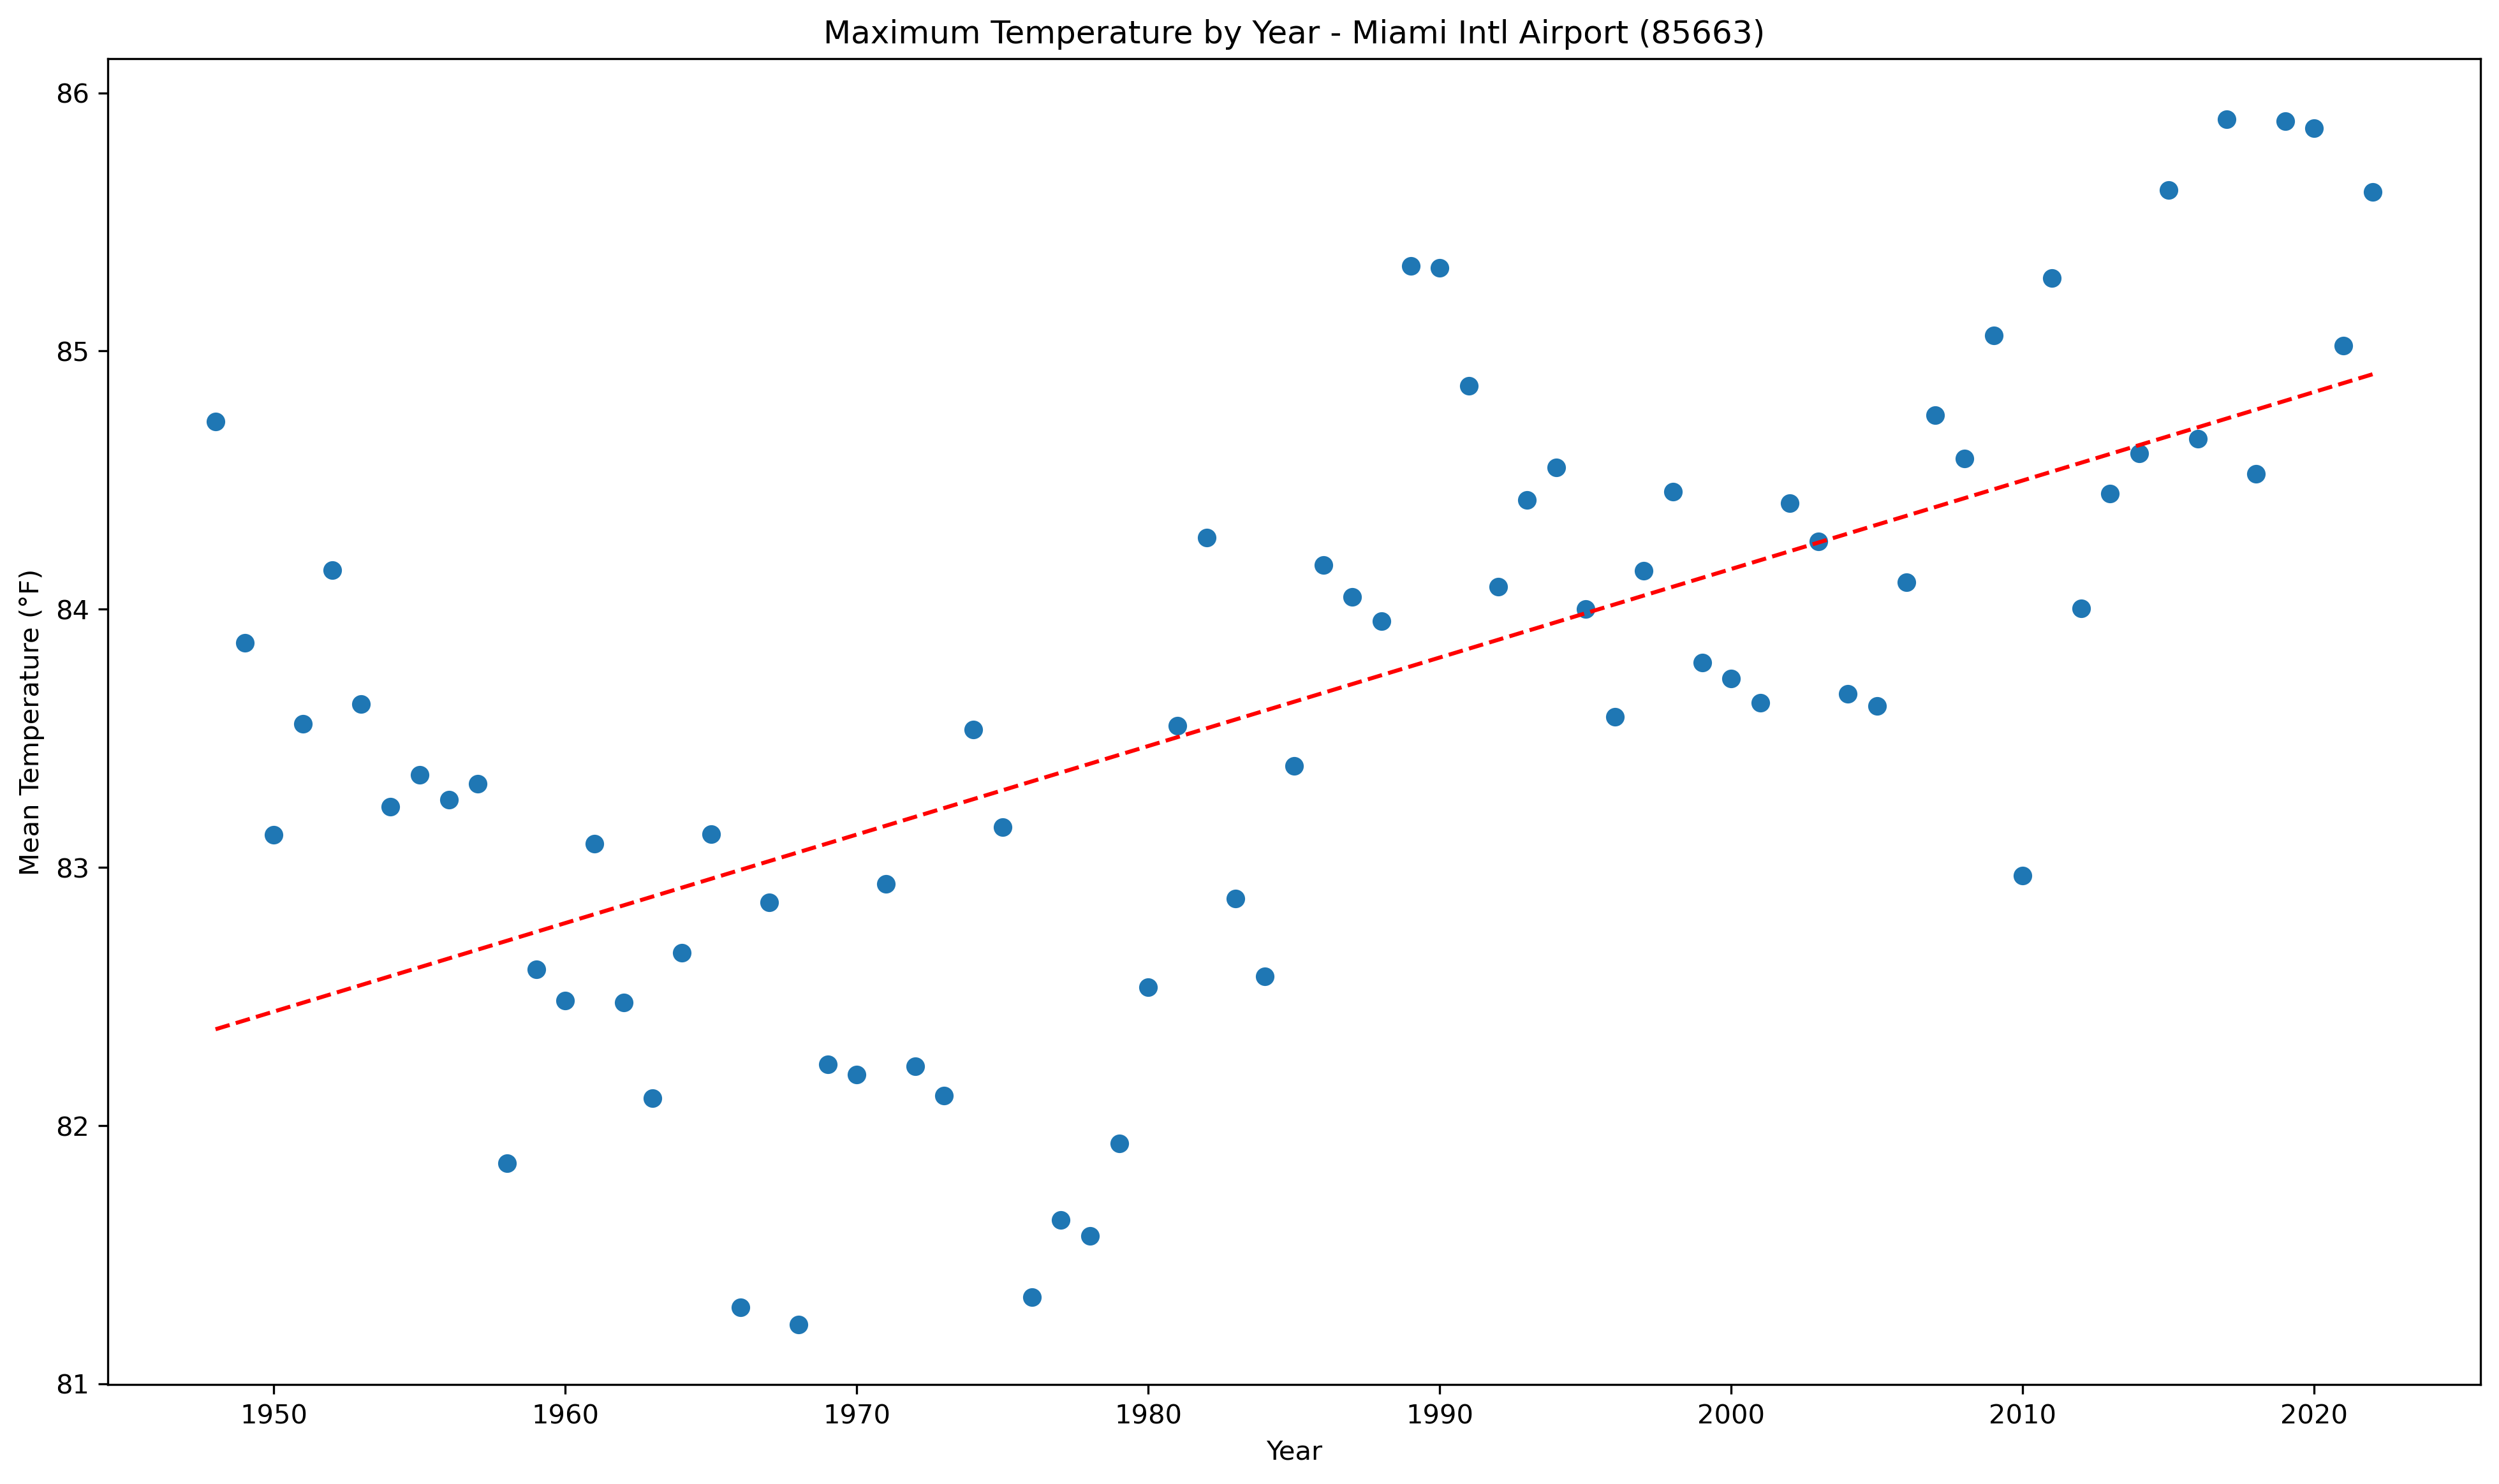 Maximum Temperature by Year - Miami Intl Airport (85663)
86
85
84
83
82
81
Mean Temperature (°F)
1950 1960 1970 1980 1990 2000 2010 2020
Year